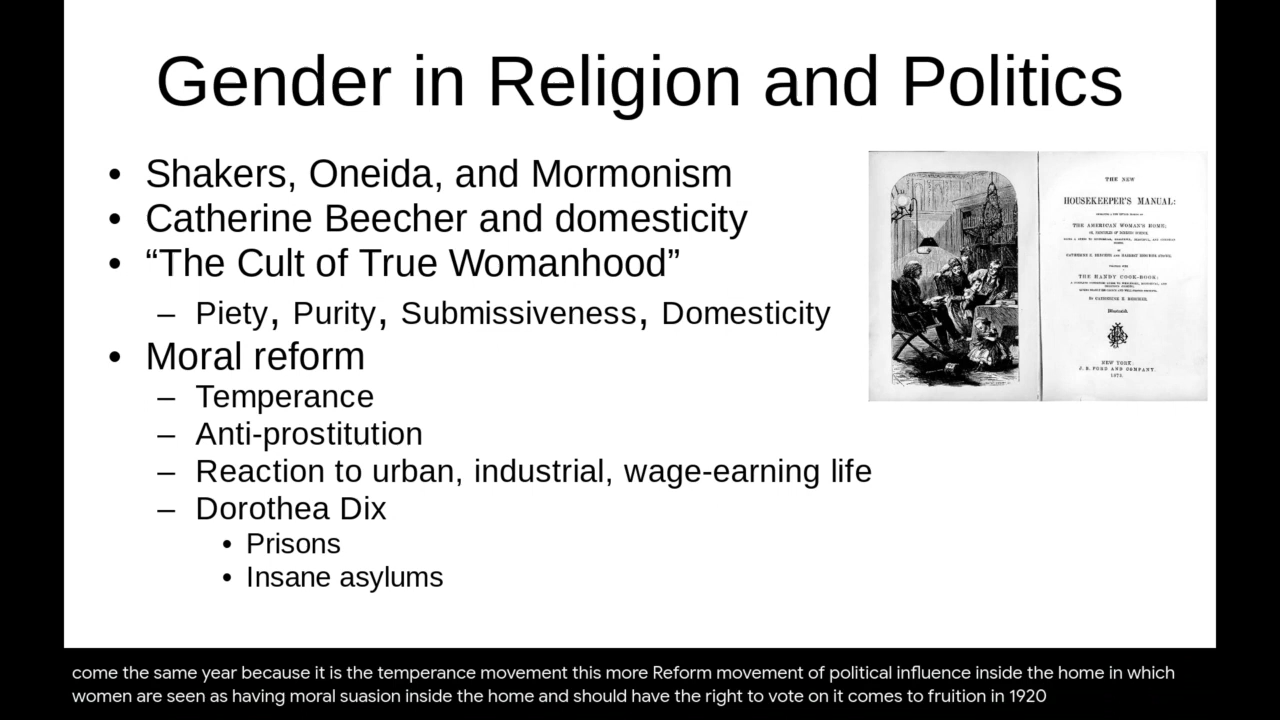 Gender in Religion and Politics
• Shakers, Oneida, and Mormonism
• Catherine Beecher and domesticity
• “The Cult of True Womanhood”
– Piety, Purity, Submissiveness, Domesticity
• Moral reform
– Temperance
– Anti-prostitution
– Reaction to urban, industrial, wage-earning life
– Dorothea Dix
• Prisons
• Insane asylums
THE NEW
HOUSEKEEPER'S MANUAL:
THE AMERICAN WOMAN'S HOME;
THE HANDY COOK-BOOK:
NEW YORK:
J. B. FORD AND COMPANY.
1873.
come the same year because it is the temperance movement this more Reform movement of political influence inside the home in which
women are seen as having moral suasion inside the home and should have the right to vote on it comes to fruition in 1920